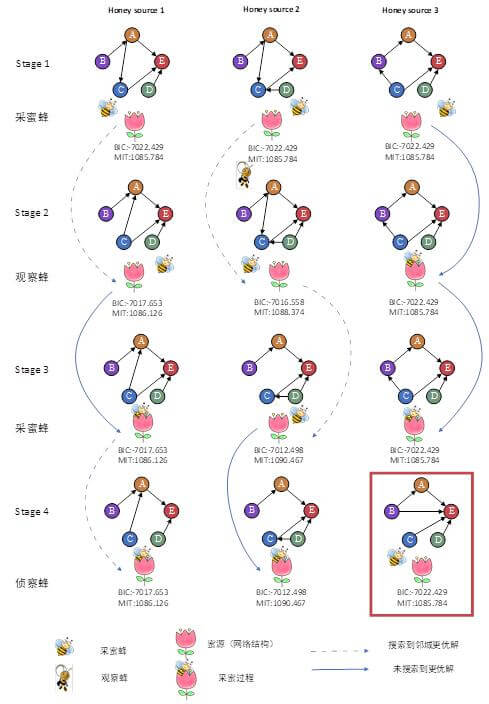 Honey source 1 Honey source 2 Honey source 3
Stage 1
A A A
B E B E B E
C D C D C D
采蜜蜂
BIC:-7022.429 BIC:-7022.429 BIC:-7022.429
MIT:1085.784 MIT:1085.784 MIT:1085.784
Stage 2
A A A
B E B E B E
C D C D C D
观察蜂
BIC:-7017.653 BIC:-7016.558 BIC:-7022.429
MIT:1086.126 MIT:1088.374 MIT:1085.784
Stage 3
A A A
B E B E B E
C D C D C D
采蜜蜂
BIC:-7017.653 BIC:-7012.498 BIC:-7022.429
MIT:1086.126 MIT:1090.467 MIT:1085.784
Stage 4
A A A
B E B E B E
C D C D C D
侦察蜂
BIC:-7017.653 BIC:-7012.498 BIC:-7022.429
MIT:1086.126 MIT:1090.467 MIT:1085.784
采蜜蜂 蜜源（网络结构） 搜索到邻域更优解
观察蜂 采蜜过程 未搜索到更优解